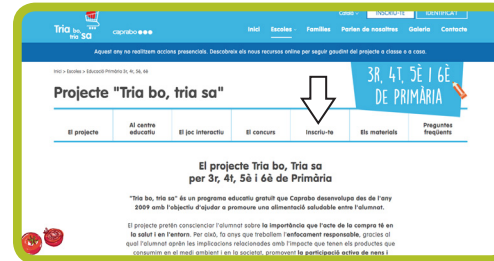 Català
INSCRIU-TE
IDENTIFICA'T
Tria bo, tria sa
caprabo
Inici Escoles Famílies Parlen de nosaltres Galeria Contacte
Aquest any no realitzem accions presencials. Descobreix els nous recursos online per seguir gaudint del projecte a classe o a casa.
Inici > Escoles > Educació Primària 3r, 4t, 5è, 6è
3R, 4T, 5È I 6È
DE PRIMÀRIA
Projecte "Tria bo, tria sa"
El projecte
Al centre
educatiu
El joc interactiu
El concurs
Inscriu-te
Els materials
Preguntes
freqüents
El projecte Tria bo, Tria sa
per 3r, 4t, 5è i 6è de Primària
"Tria bo, tria sa" és un programa educatiu gratuït que Caprabo desenvolupa des de l'any
2009 amb l'objectiu d'ajudar a promoure una alimentació saludable entre l'alumnat.
El projecte pretén conscienciar l'alumnat sobre la importància que l'acte de la compra té en
la salut i en l'entorn. Per això, fa anys que treballem l'enfocament responsable, gràcies al
qual l'alumnat aprèn les implicacions relacionades amb l'impacte que tenen els productes que
consumim en el medi ambient i en la societat, promovent la participació activa de nens i